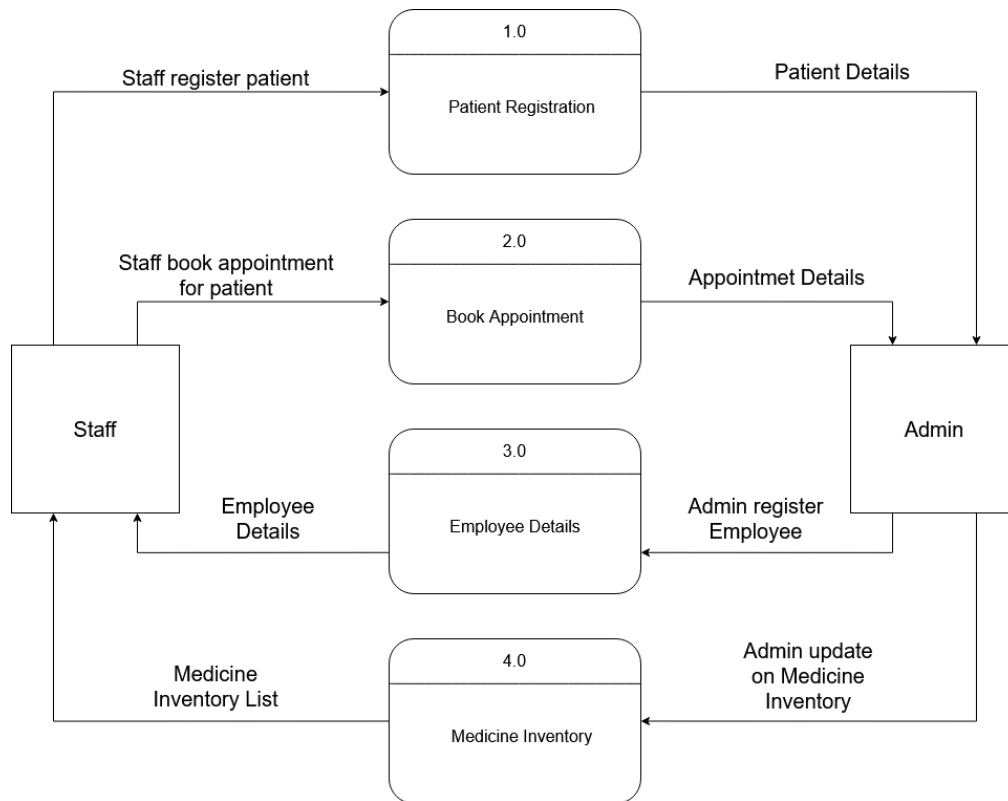 1.0
Staff register patient
Patient Details
Patient Registration
2.0
Staff book appointment
for patient
Appointmet Details
Book Appointment
Staff
Admin
3.0
Employee
Details
Admin register
Employee
Employee Details
4.0
Medicine
Inventory List
Admin update
on Medicine
Inventory
Medicine Inventory